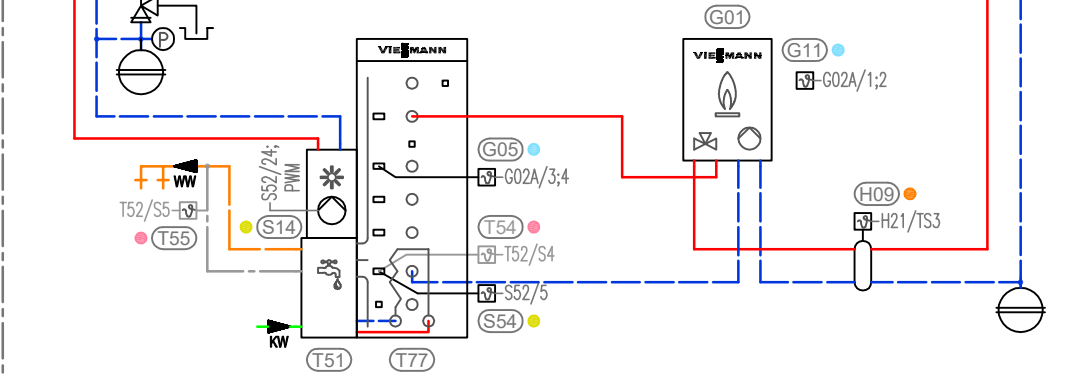 G01
P
VIESMANN
VIESMANN
G11
G02A/1;2
S52/24;
PWM
G05
G02A/3;4
WW
H09
T52/S5
S14
T54
H21/TS3
T55
T52/S4
S52/5
S54
KW
T51
T77